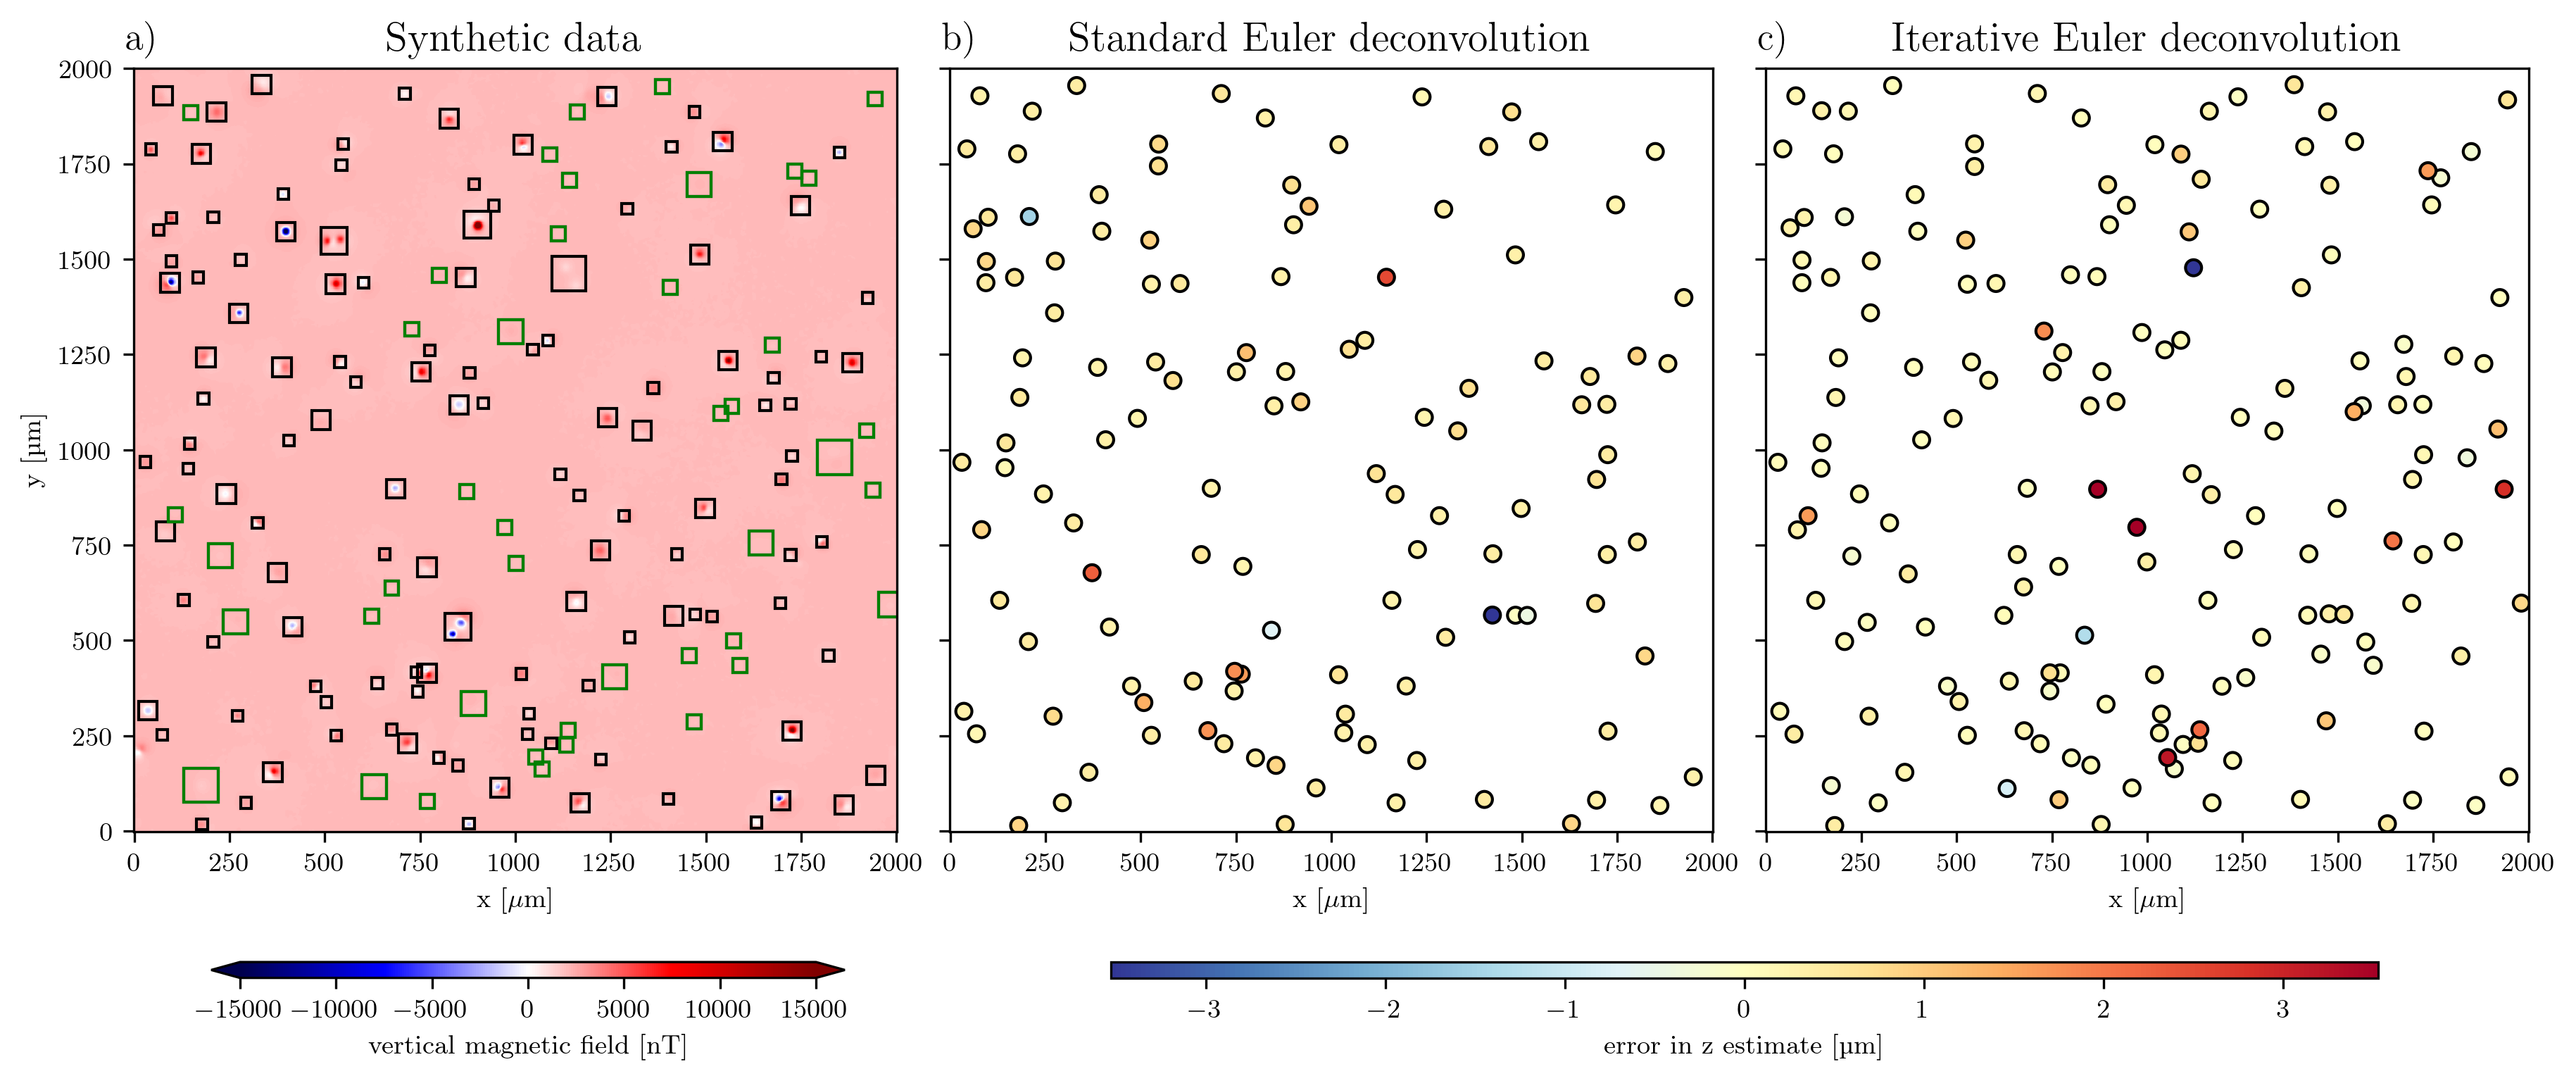 a) Synthetic data
b) Standard Euler deconvolution
c) Iterative Euler deconvolution
2000
1750
1500
1250
1000
750
500
250
0
y [µm]
0 250 500 750 1000 1250 1500 1750 2000
0 250 500 750 1000 1250 1500 1750 2000
0 250 500 750 1000 1250 1500 1750 2000
x [µm]
x [µm]
x [µm]
−15000 −10000 −5000 0 5000 10000 15000
vertical magnetic field [nT]
−3 −2 −1 0 1 2 3
error in z estimate [µm]